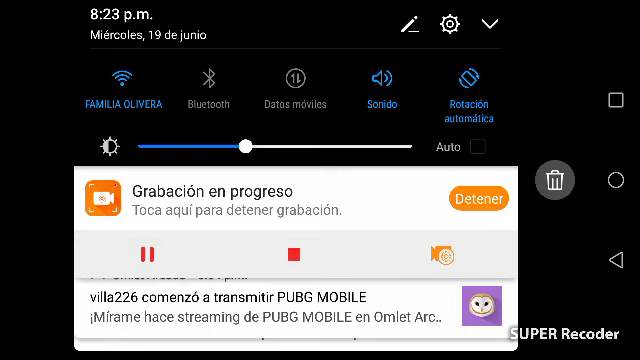 8:23 p.m.
Miércoles, 19 de junio
FAMILIA OLIVERA
Bluetooth
Datos móviles
Sonido
Rotación
automática
Auto
Grabación en progreso
Toca aquí para detener grabación.
Detener
villa226 comenzó a transmitir PUBG MOBILE
¡Mírame hace streaming de PUBG MOBILE en Omlet Arc..
SUPER Recoder